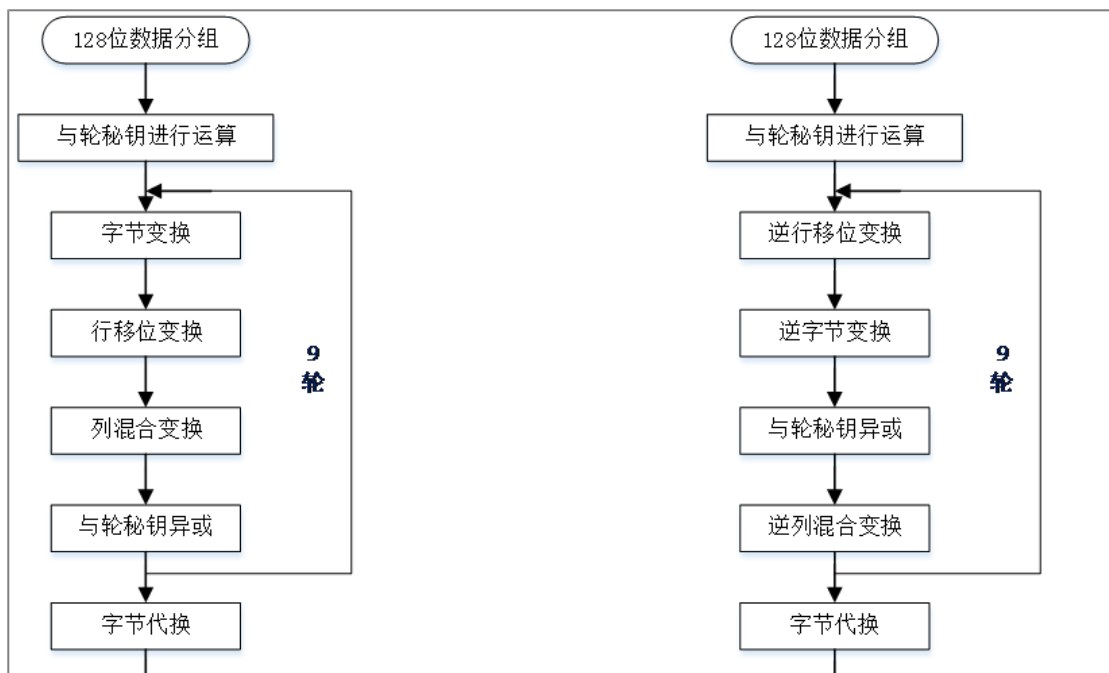 128位数据分组
与轮秘钥进行运算
字节变换
行移位变换
列混合变换
与轮秘钥异或
字节代换
9
轮
128位数据分组
与轮秘钥进行运算
逆行移位变换
逆字节变换
与轮秘钥异或
逆列混合变换
字节代换
9
轮